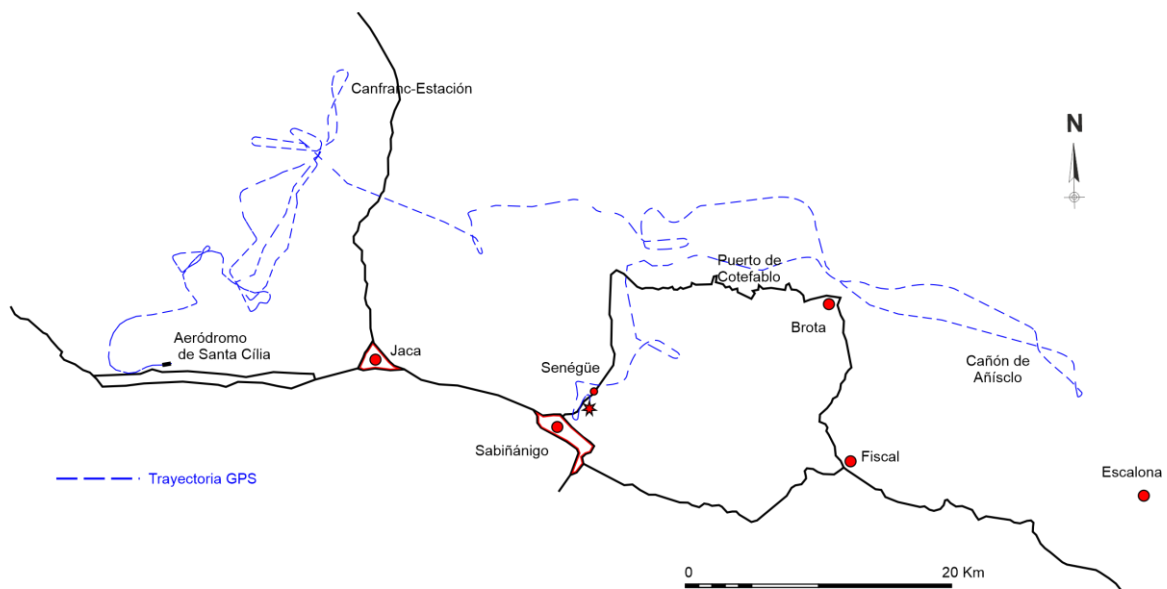 Canfranc-Estación
N
Puerto de
Cotefablo
Brota
Aeródromo
de Santa Cília
Jaca
Senégüe
Cañón de
Añísclo
Sabiñánigo
Fiscal
Escalona
Trayectoria GPS
0
20 Km